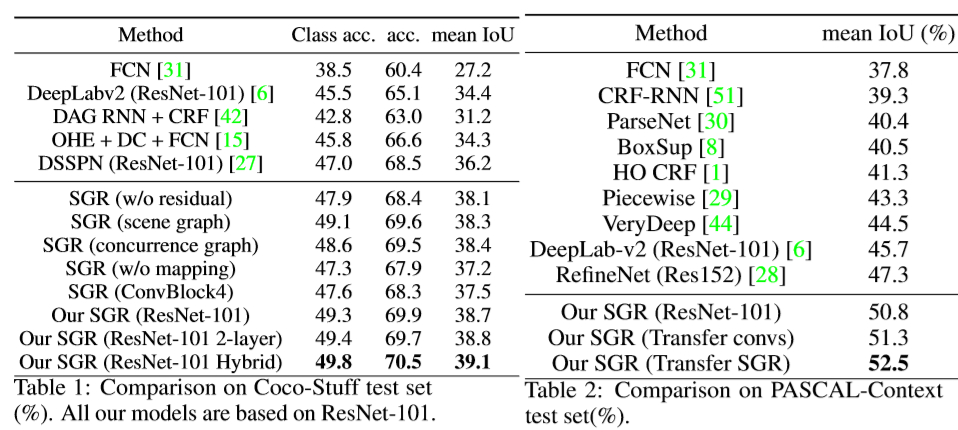 Method Class acc. acc. mean IoU
FCN [31] 38.5 60.4 27.2
DeepLabv2 (ResNet-101) [6] 45.5 65.1 34.4
DAG RNN + CRF [42] 42.8 63.0 31.2
OHE + DC + FCN [15] 45.8 66.6 34.3
DSSPN (ResNet-101) [27] 47.0 68.5 36.2
SGR (w/o residual) 47.9 68.4 38.1
SGR (scene graph) 49.1 69.6 38.3
SGR (concurrence graph) 48.6 69.5 38.4
SGR (w/o mapping) 47.3 67.9 37.2
SGR (ConvBlock4) 47.6 68.3 37.5
Our SGR (ResNet-101) 49.3 69.9 38.7
Our SGR (ResNet-101 2-layer) 49.4 69.7 38.8
Our SGR (ResNet-101 Hybrid) 49.8 70.5 39.1
Table 1: Comparison on Coco-Stuff test set
(%). All our models are based on ResNet-101.
Method mean IoU (%)
FCN [31] 37.8
CRF-RNN [51] 39.3
ParseNet [30] 40.4
BoxSup [8] 40.5
HO CRF [1] 41.3
Piecewise [29] 43.3
VeryDeep [44] 44.5
DeepLab-v2 (ResNet-101) [6] 45.7
RefineNet (Res152) [28] 47.3
Our SGR (ResNet-101) 50.8
Our SGR (Transfer convs) 51.3
Our SGR (Transfer SGR) 52.5
Table 2: Comparison on PASCAL-Context
test set(%).